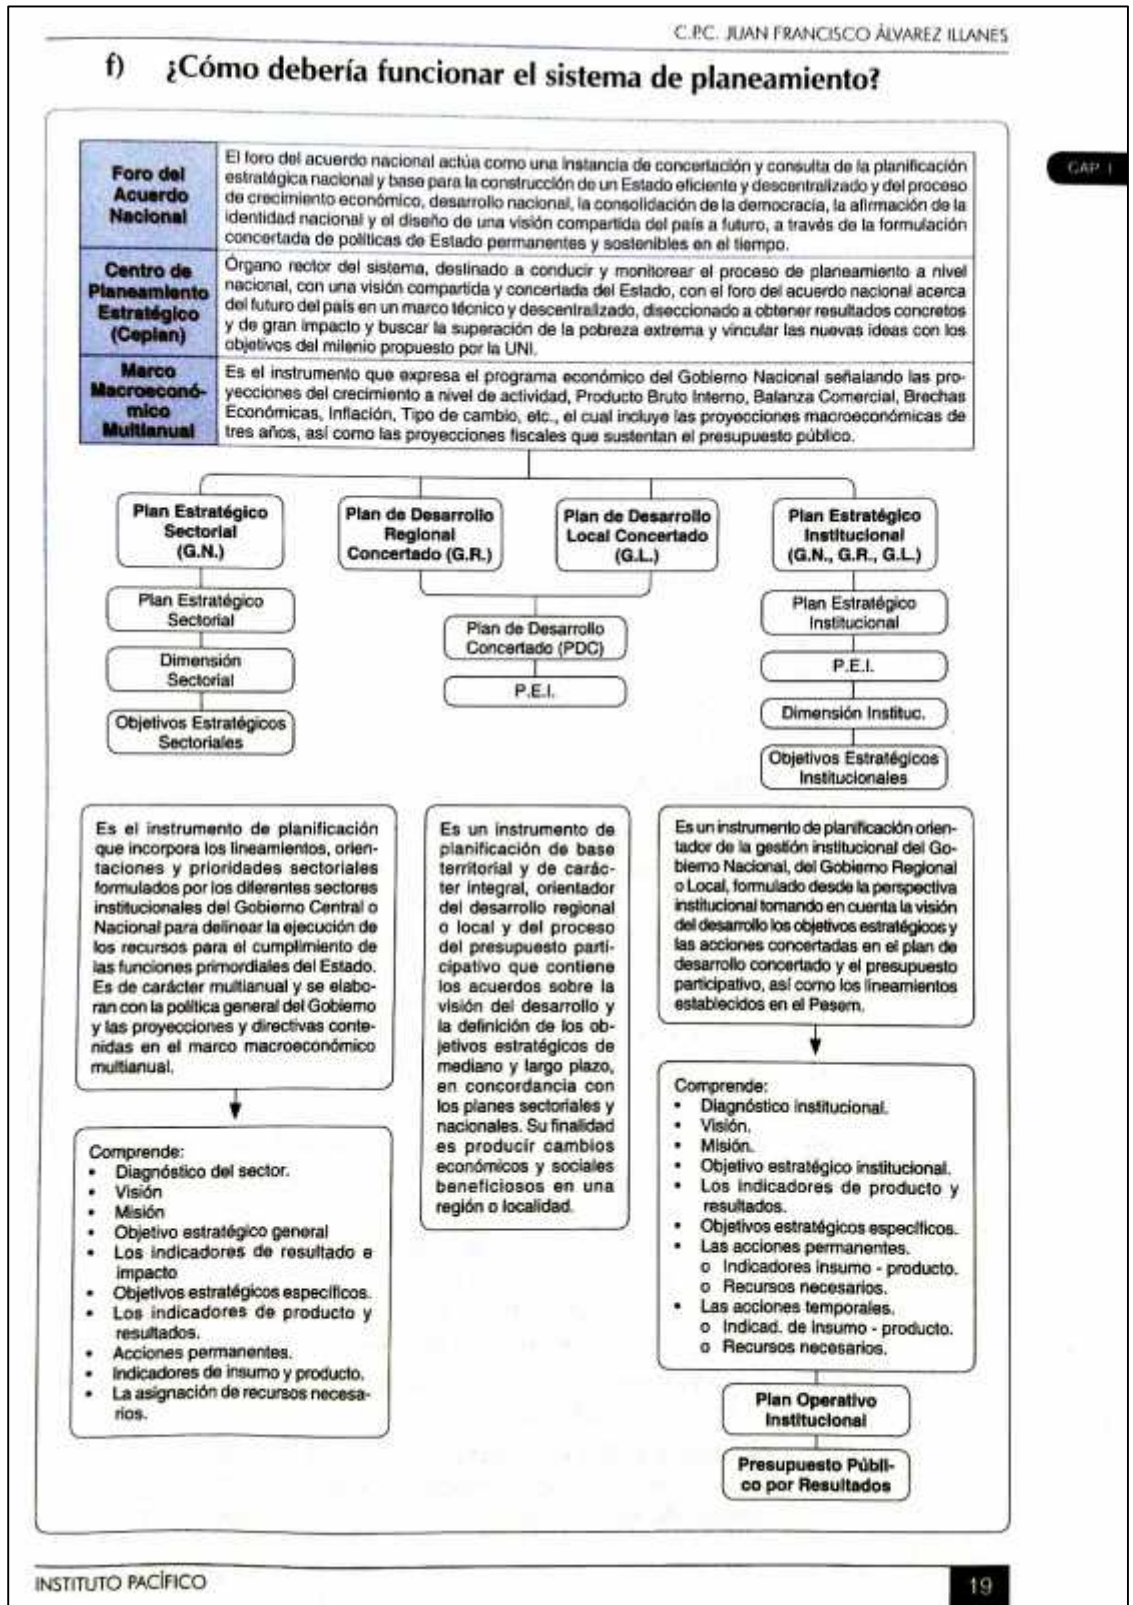 C.P.C. JUAN FRANCISCO ÁLVAREZ ILLANES
f) ¿Cómo debería funcionar el sistema de planeamiento?
CAP. I
Foro del
Acuerdo
Nacional
El foro del acuerdo nacional actúa como una instancia de concertación y consulta de la planificación
estratégica nacional y base para la construcción de un Estado eficiente y descentralizado y del proceso
de crecimiento económico, desarrollo nacional, la consolidación de la democracia, la afirmación de la
identidad nacional y el diseño de una visión compartida del país a futuro, a través de la formulación
concertada de políticas de Estado permanentes y sostenibles en el tiempo.
Centro de
Planeamiento
Estratégico
(Ceplan)
Órgano rector del sistema, destinado a conducir y monitorear el proceso de planeamiento a nivel
nacional, con una visión compartida y concertada del Estado, con el foro del acuerdo nacional acerca
del futuro del país en un marco técnico y descentralizado, diseccionado a obtener resultados concretos
y de gran impacto y buscar la superación de la pobreza extrema y vincular las nuevas ideas con los
objetivos del milenio propuesto por la UNI.
Marco
Macroeconó-
mico
Multianual
Es el instrumento que expresa el programa económico del Gobierno Nacional señalando las pro-
yecciones del crecimiento a nivel de actividad, Producto Bruto Interno, Balanza Comercial, Brechas
Económicas, Inflación, Tipo de cambio, etc., el cual incluye las proyecciones macroeconómicas de
tres años, así como las proyecciones fiscales que sustentan el presupuesto público.
Plan Estratégico
Sectorial
(G.N.)
Plan de Desarrollo
Regional
Concertado (G.R.)
Plan de Desarrollo
Local Concertado
(G.L.)
Plan Estratégico
Institucional
(G.N., G.R., G.L.)
Plan Estratégico
Sectorial
Dimensión
Sectorial
Objetivos Estratégicos
Sectoriales
Plan de Desarrollo
Concertado (PDC)
P.E.I.
Plan Estratégico
Institucional
P.E.I.
Dimensión Instituc.
Objetivos Estratégicos
Institucionales
Es el instrumento de planificación
que incorpora los lineamientos, orien-
taciones y prioridades sectoriales
formulados por los diferentes sectores
institucionales del Gobierno Central o
Nacional para delinear la ejecución de
los recursos para el cumplimiento de
las funciones primordiales del Estado.
Es de carácter multianual y se elabo-
ran con la política general del Gobierno
y las proyecciones y directivas conte-
nidas en el marco macroeconómico
multianual.
Comprende:
• Diagnóstico del sector.
• Visión
• Misión
• Objetivo estratégico general
• Los indicadores de resultado e
impacto
• Objetivos estratégicos específicos.
• Los indicadores de producto y
resultados.
• Acciones permanentes.
• Indicadores de insumo y producto.
• La asignación de recursos necesa-
rios.
Es un instrumento de
planificación de base
territorial y de carác-
ter integral, orientador
del desarrollo regional
o local y del proceso
del presupuesto parti-
cipativo que contiene
los acuerdos sobre la
visión del desarrollo y
la definición de los ob-
jetivos estratégicos de
mediano y largo plazo,
en concordancia con
los planes sectoriales y
nacionales. Su finalidad
es producir cambios
económicos y sociales
beneficiosos en una
región o localidad.
Es un instrumento de planificación orien-
tador de la gestión institucional del Go-
bierno Nacional, del Gobierno Regional
o Local, formulado desde la perspectiva
institucional tomando en cuenta la visión
del desarrollo los objetivos estratégicos y
las acciones concertadas en el plan de
desarrollo concertado y el presupuesto
participativo, así como los lineamientos
establecidos en el Pesem.
Comprende:
• Diagnóstico institucional.
• Visión.
• Misión.
• Objetivo estratégico institucional.
• Los indicadores de producto y
resultados.
• Objetivos estratégicos específicos.
• Las acciones permanentes.
o Indicadores insumo - producto.
o Recursos necesarios.
• Las acciones temporales.
o Indicad. de insumo - producto.
o Recursos necesarios.
Plan Operativo
Institucional
Presupuesto Públi-
co por Resultados
INSTITUTO PACÍFICO
19